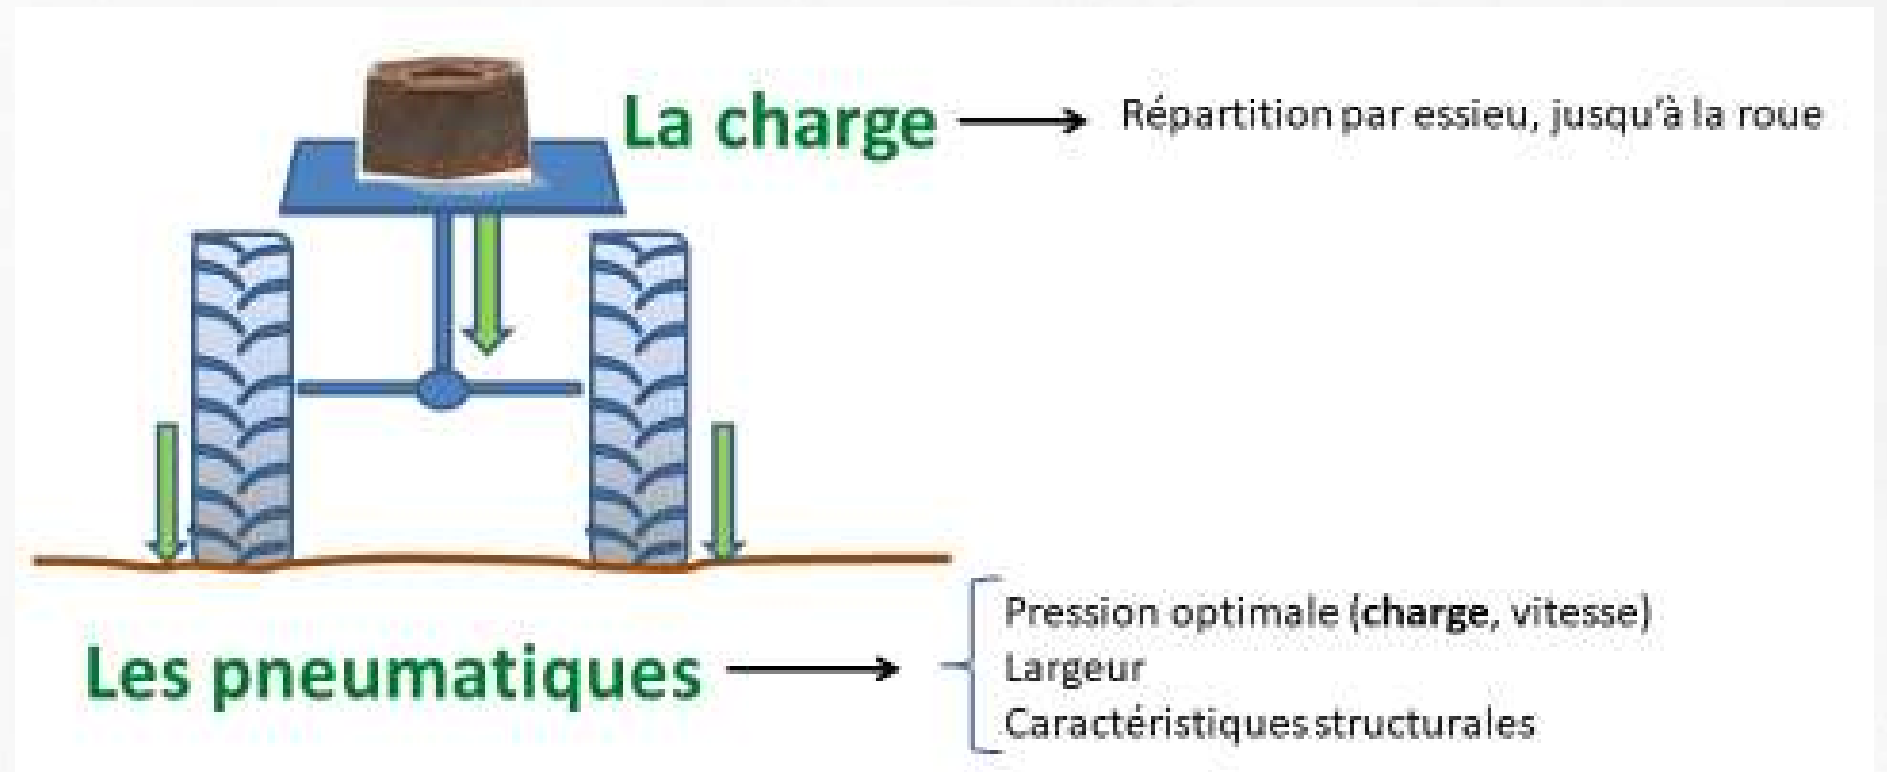 La charge
Répartition par essieu, jusqu'à la roue
Les pneumatiques
Pression optimale (charge, vitesse)
Largeur
Caractéristiques structurales